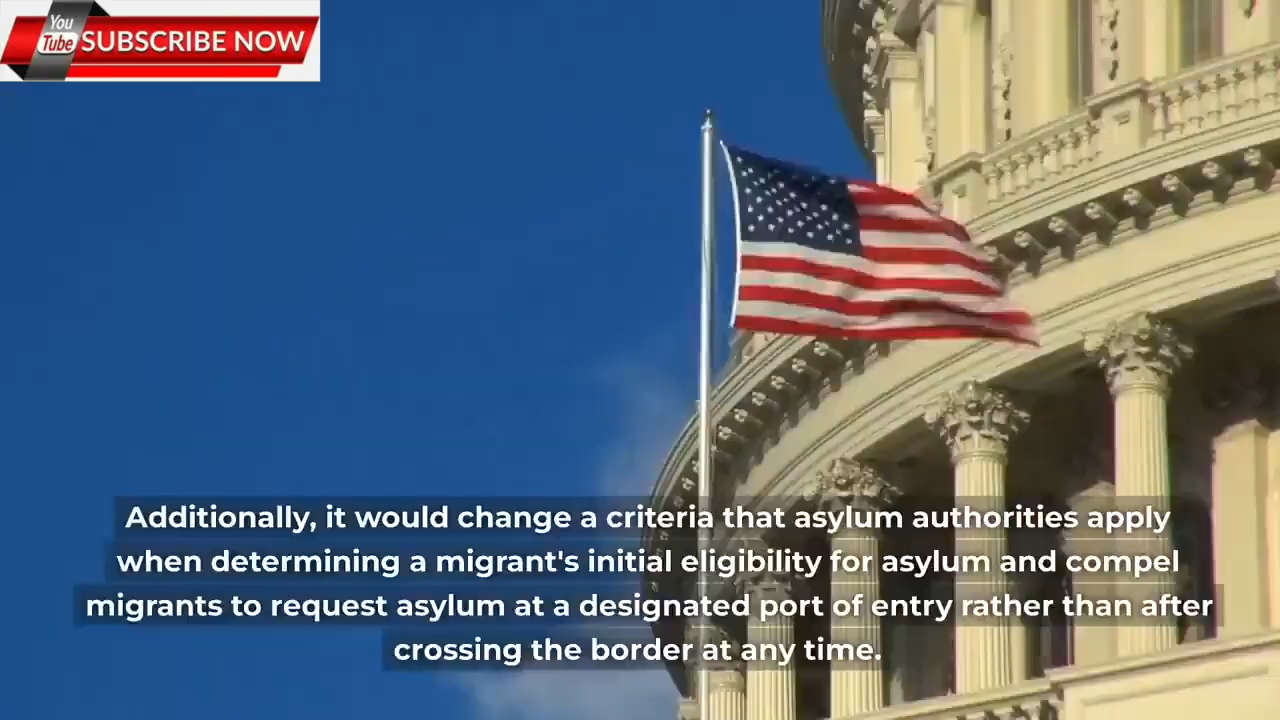 You
Tube
SUBSCRIBE NOW
Additionally, it would change a criteria that asylum authorities apply
when determining a migrant's initial eligibility for asylum and compel
migrants to request asylum at a designated port of entry rather than after
crossing the border at any time.